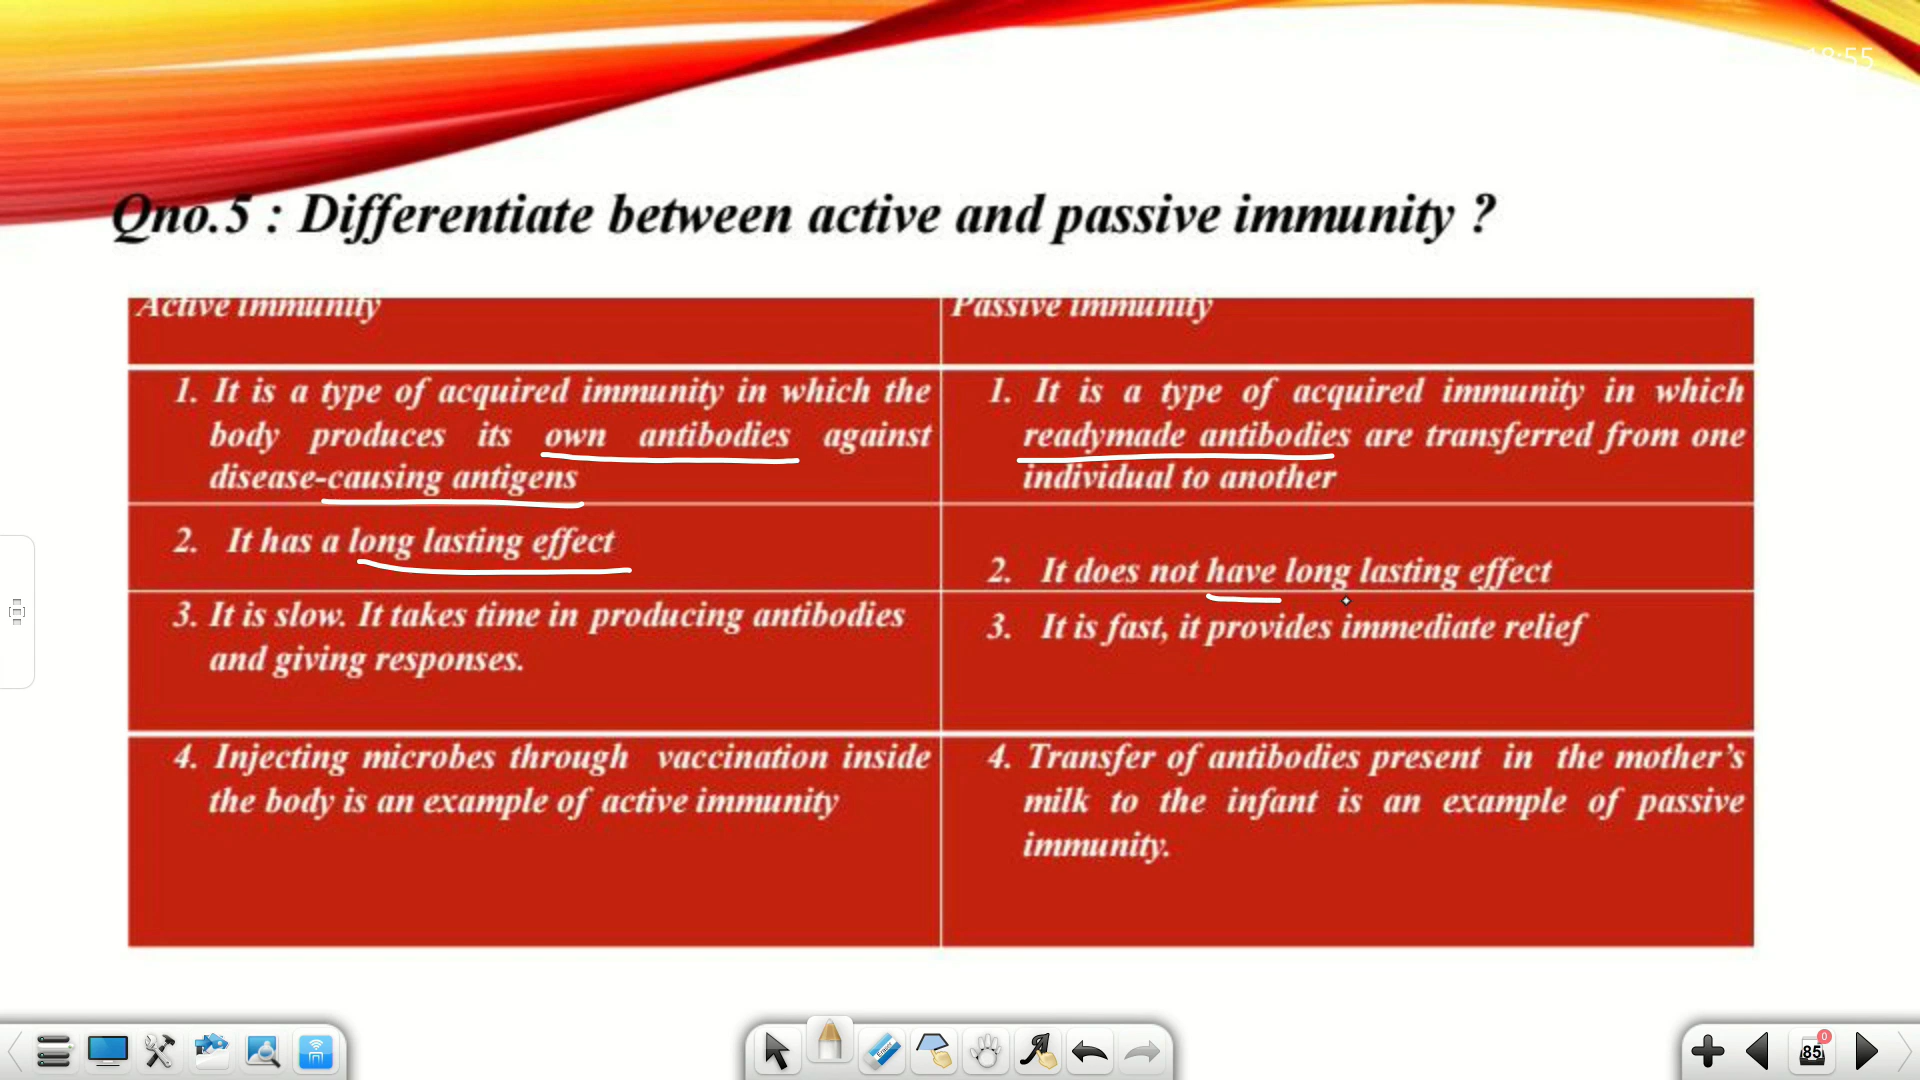 18:55
Qno.5 : Differentiate between active and passive immunity ?
Active immunity
Passive immunity
1. It is a type of acquired immunity in which the
body produces its own antibodies against
disease-causing antigens
1. It is a type of acquired immunity in which
readymade antibodies are transferred from one
individual to another
2. It has a long lasting effect
2. It does not have long lasting effect
3. It is slow. It takes time in producing antibodies
and giving responses.
3. It is fast, it provides immediate relief
4. Injecting microbes through vaccination inside
the body is an example of active immunity
4. Transfer of antibodies present in the mother’s
milk to the infant is an example of passive
immunity.
85
0